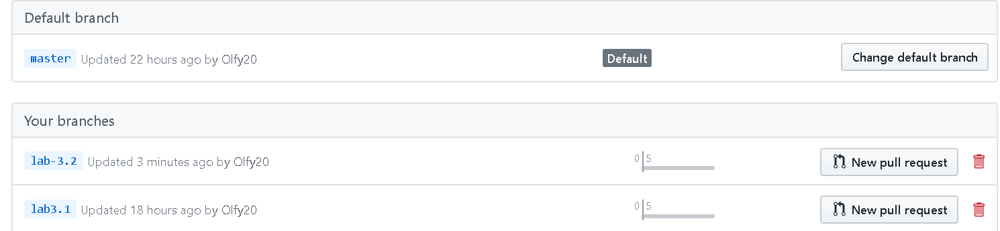 Default branch
master Updated 22 hours ago by Olfy20 Default Change default branch
Your branches
lab-3.2 Updated 3 minutes ago by Olfy20 0 5 New pull request
lab3.1 Updated 18 hours ago by Olfy20 0 5 New pull request